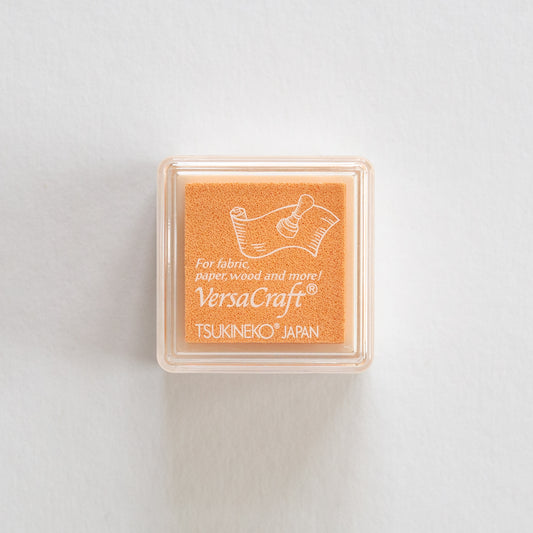 For fabric,
paper, wood and more!
VersaCraft®
TSUKINEKO® JAPAN